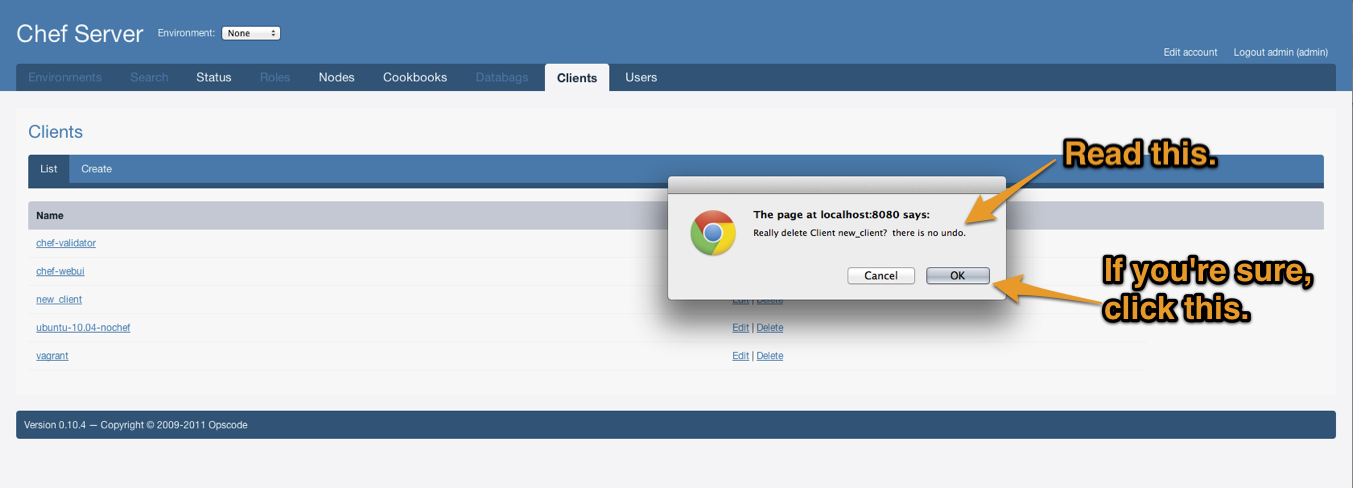 Chef Server Environment: None
Edit account Logout admin (admin)
Environments Search Status Roles Nodes Cookbooks Databags Clients Users
Clients
List Create
Read this.
Name
The page at localhost:8080 says:
Really delete Client new_client?  there is no undo.
Cancel OK
If you're sure,
click this.
chef-validator
chef-webui
new_client Edit | Delete
ubuntu-10.04-nochef Edit | Delete
vagrant Edit | Delete
Version 0.10.4 — Copyright © 2009-2011 Opscode